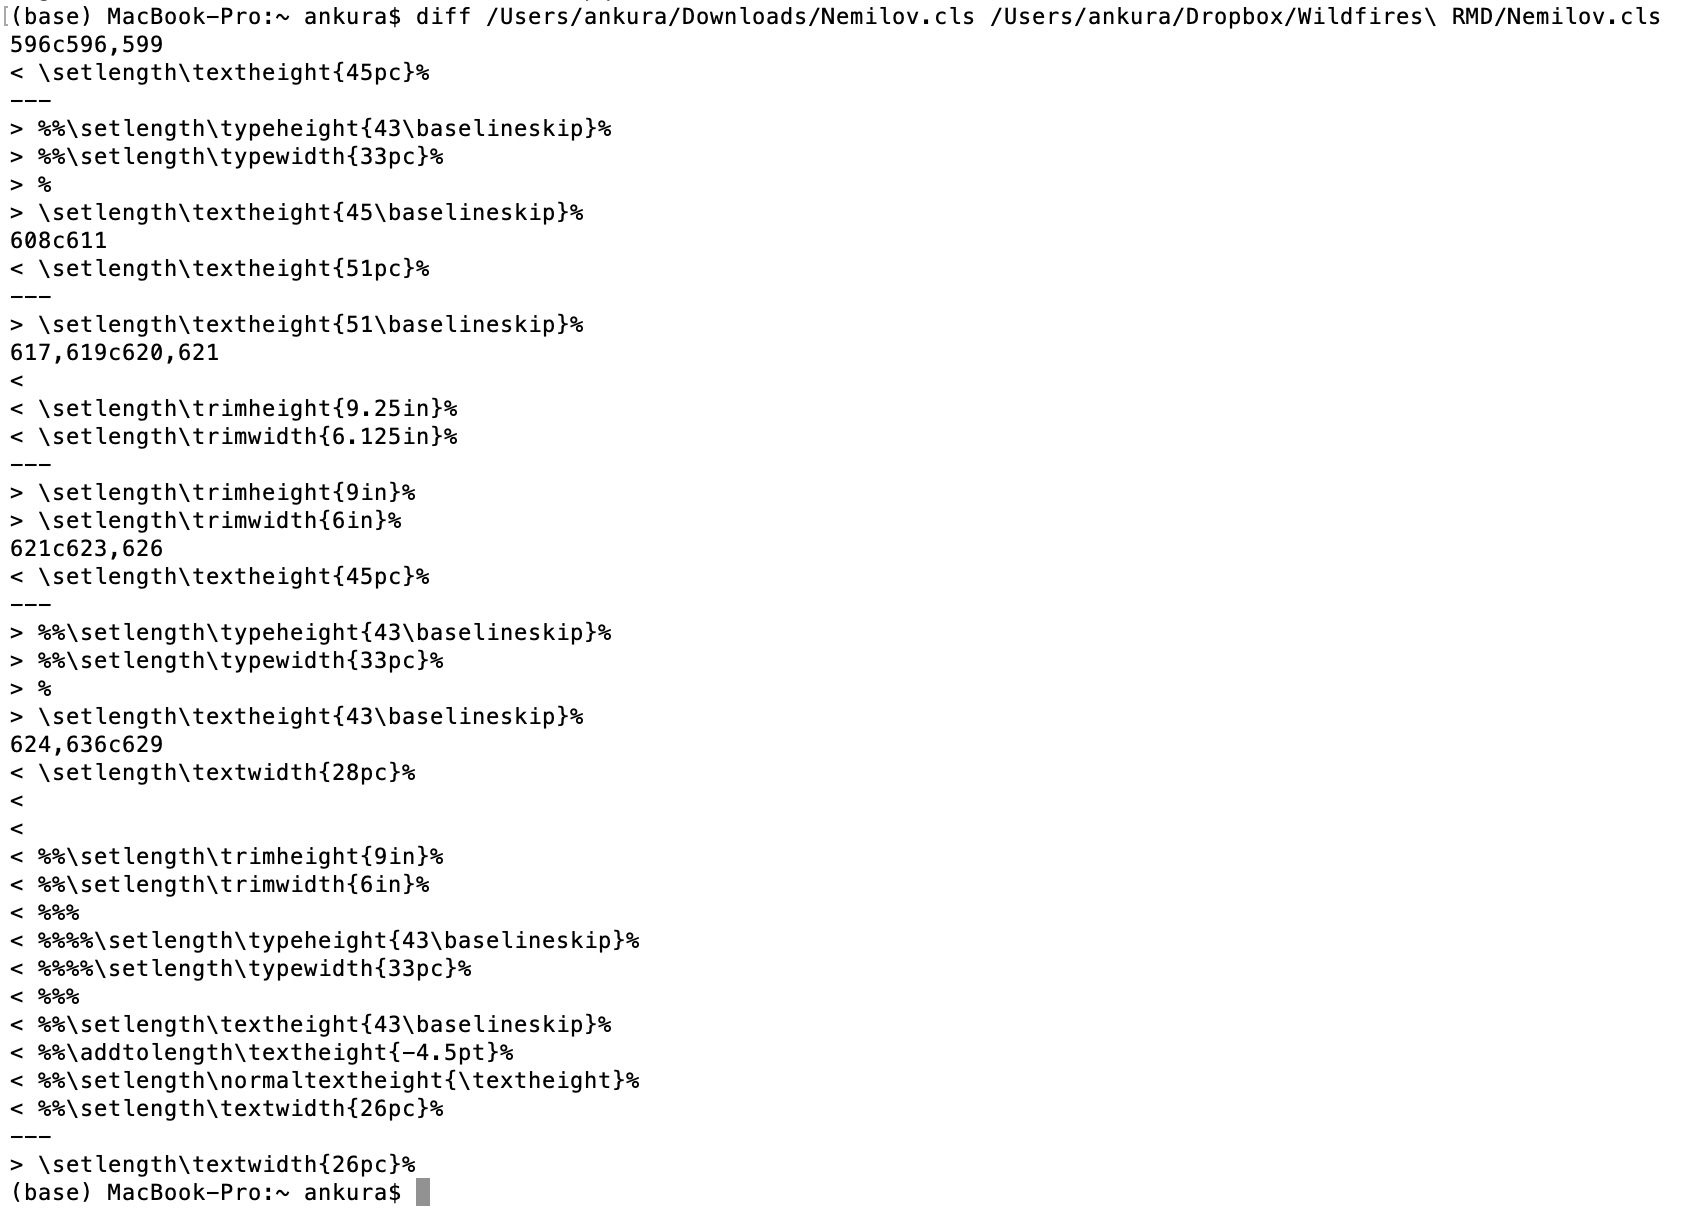 (base) MacBook-Pro:~ ankura$ diff /Users/ankura/Downloads/Nemilov.cls /Users/ankura/Dropbox/Wildfires\ RMD/Nemilov.cls
596c596,599
< \setlength\textheight{45pc}%
---
> %%\setlength\typeheight{43\baselineskip}%
> %%\setlength\typewidth{33pc}%
> %
> \setlength\textheight{45\baselineskip}%
608c611
< \setlength\textheight{51pc}%
---
> \setlength\textheight{51\baselineskip}%
617,619c620,621
<
< \setlength\trimheight{9.25in}%
< \setlength\trimwidth{6.125in}%
---
> \setlength\trimheight{9in}%
> \setlength\trimwidth{6in}%
621c623,626
< \setlength\textheight{45pc}%
---
> %%\setlength\typeheight{43\baselineskip}%
> %%\setlength\typewidth{33pc}%
> %
> \setlength\textheight{43\baselineskip}%
624,636c629
< \setlength\textwidth{28pc}%
<
<
< %%\setlength\trimheight{9in}%
< %%\setlength\trimwidth{6in}%
< %%%
< %%%%\setlength\typeheight{43\baselineskip}%
< %%%%\setlength\typewidth{33pc}%
< %%%
< %%\setlength\textheight{43\baselineskip}%
< %%\addtolength\textheight{-4.5pt}%
< %%\setlength\normaltextheight{\textheight}%
< %%\setlength\textwidth{26pc}%
---
> \setlength\textwidth{26pc}%
(base) MacBook-Pro:~ ankura$